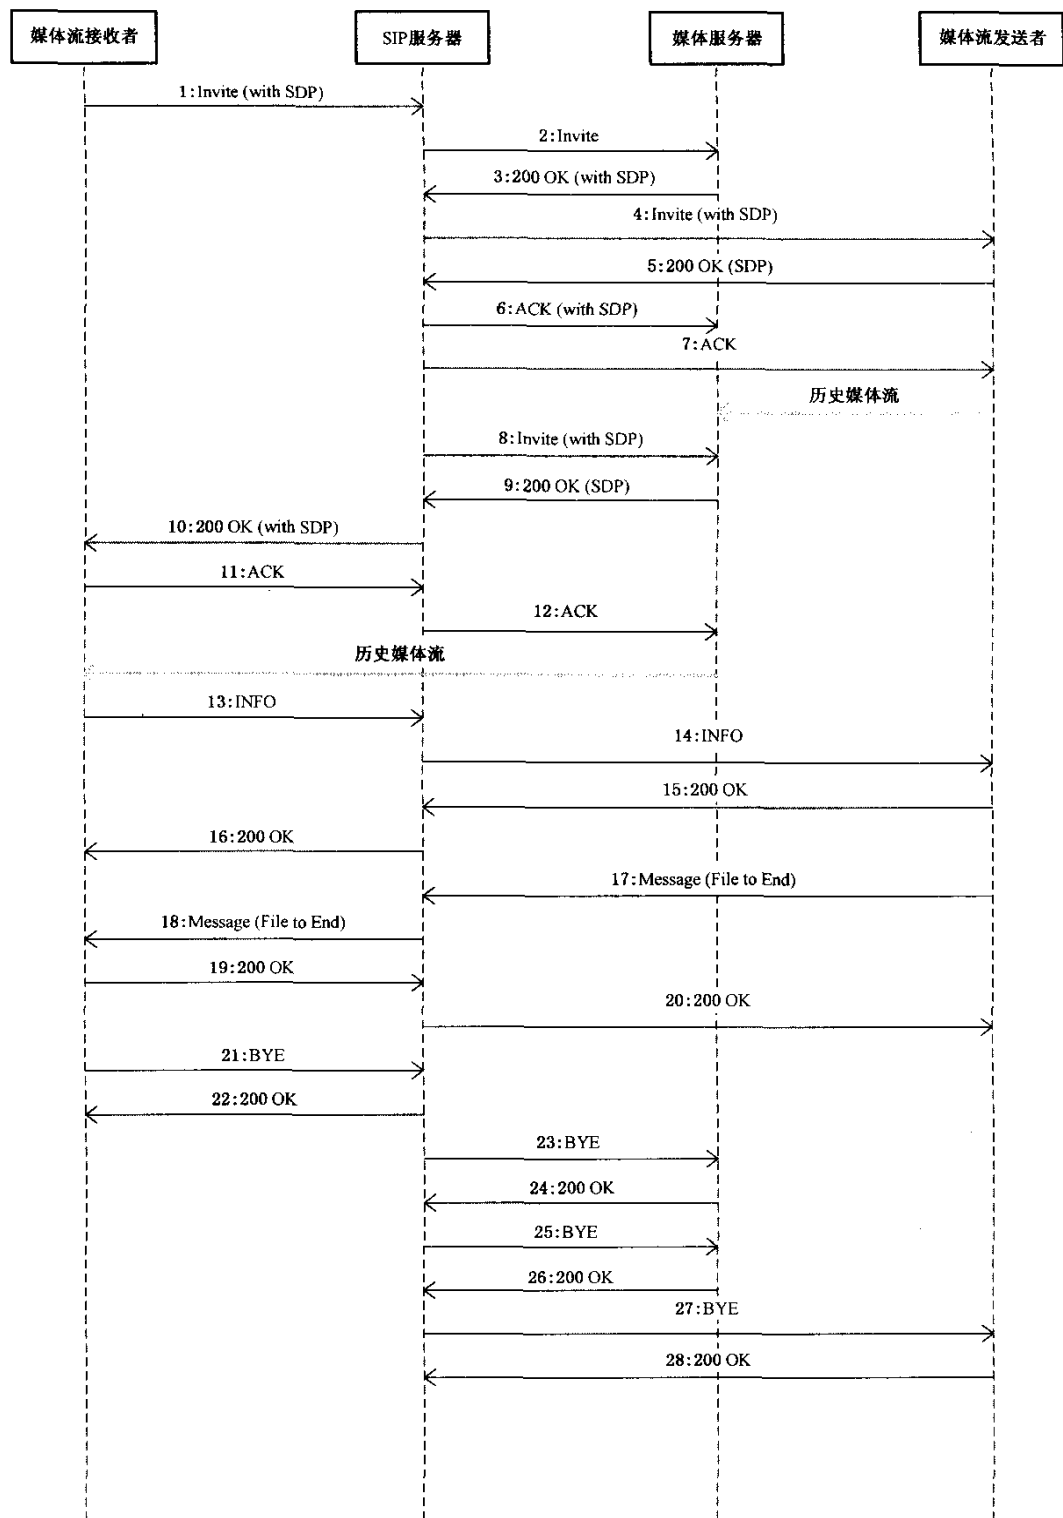 媒体流接收者
SIP服务器
媒体服务器
媒体流发送者
1:Invite (with SDP)
2:Invite
3:200 OK (with SDP)
4:Invite (with SDP)
5:200 OK (SDP)
6:ACK (with SDP)
7:ACK
历史媒体流
8:Invite (with SDP)
9:200 OK (SDP)
10:200 OK (with SDP)
11:ACK
12:ACK
历史媒体流
13:INFO
14:INFO
15:200 OK
16:200 OK
17:Message (File to End)
18:Message (File to End)
19:200 OK
20:200 OK
21:BYE
22:200 OK
23:BYE
24:200 OK
25:BYE
26:200 OK
27:BYE
28:200 OK